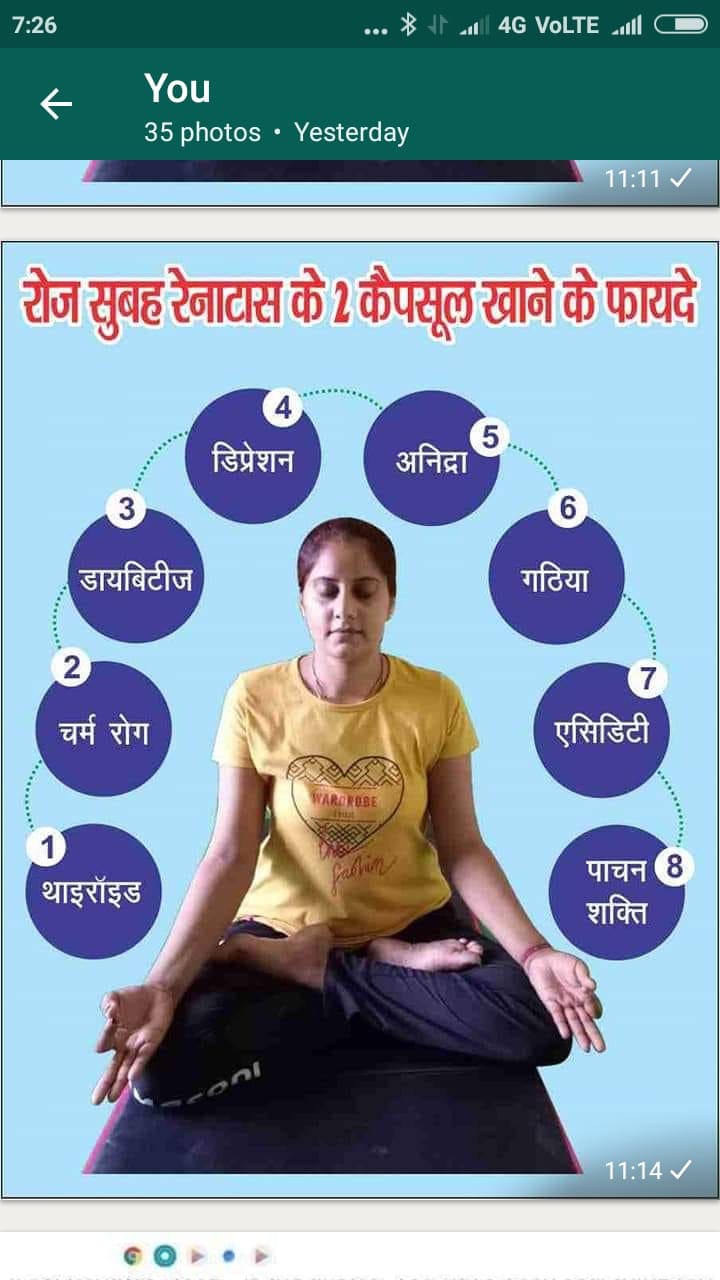 7:26
... 4G VoLTE
You
35 photos • Yesterday
11:11
रोज सुबह रेनाटास के 2 कैपसूल खाने के फायदे
4
डिप्रेशन
5
अनिद्रा
3
डायबिटीज
6
गठिया
2
चर्म रोग
7
एसिडिटी
1
थाइरॉइड
8
पाचन
शक्ति
WARDROBE
fashion
11:14